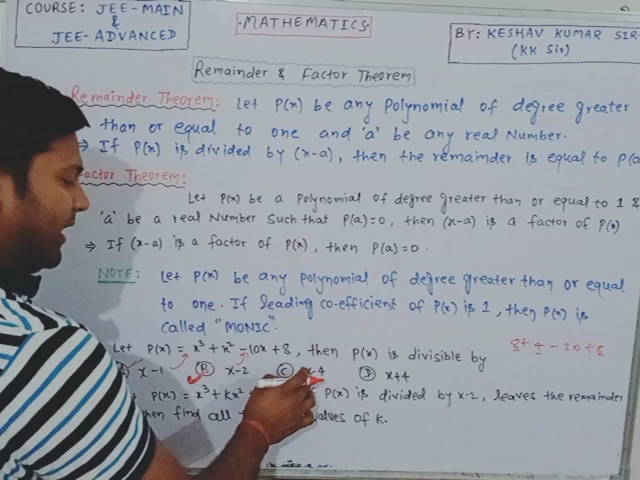 COURSE: JEE-MAIN
&
JEE-ADVANCED
MATHEMATICS
BY: KESHAV KUMAR SIR
(KK Sir)
Remainder & Factor Theorem
Remainder Theorem: Let P(x) be any Polynomial of degree greater
than or equal to one and 'a' be any real Number.
⇒ If P(x) is divided by (x-a), then the remainder is equal to P(a
Factor Theorem:
Let P(x) be a Polynomial of degree greater than or equal to 1 &
'a' be a real Number such that P(a)=0, then (x-a) is a factor of P(x)
⇒ If (x-a) is a factor of P(x), then P(a)=0.
NOTE: Let P(x) be any polynomial of degree greater than or equal
to one. If leading co-efficient of P(x) is 1, then P(x) is
called "MONIC".
Let P(x) = x³ + x² - 10x + 8, then P(x) is divisible by
8 + 4 - 20 + 8
x-1 (B) x-2 (C) x-4 (D) x+4
P(x) = x³ + kx² P(x) is divided by x-2, leaves the remainder
then find all values of k.